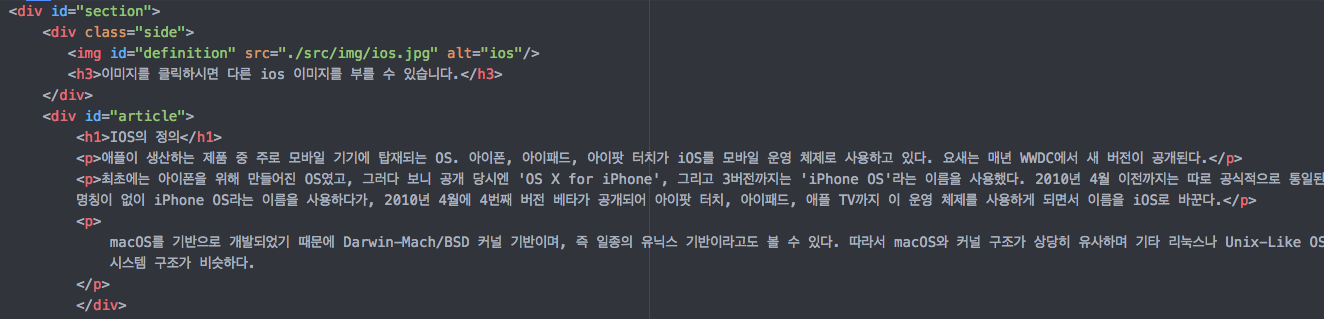 <div id="section">
<div class="side">
<img id="definition" src="./src/img/ios.jpg" alt="ios"/>
<h3>이미지를 클릭하시면 다른 ios 이미지를 부를 수 있습니다.</h3>
</div>
<div id="article">
<h1>IOS의 정의</h1>
<p>애플이 생산하는 제품 중 주로 모바일 기기에 탑재되는 OS. 아이폰, 아이패드, 아이팟 터치가 iOS를 모바일 운영 체제로 사용하고 있다. 요새는 매년 WWDC에서 새 버전이 공개된다.</p>
<p>최초에는 아이폰을 위해 만들어진 OS였고, 그러다 보니 공개 당시엔 'OS X for iPhone', 그리고 3버전까지는 'iPhone OS'라는 이름을 사용했다. 2010년 4월 이전까지는 따로 공식적으로 통일된
명칭이 없이 iPhone OS라는 이름을 사용하다가, 2010년 4월에 4번째 버전 베타가 공개되어 아이팟 터치, 아이패드, 애플 TV까지 이 운영 체제를 사용하게 되면서 이름을 iOS로 바꾼다.</p>
<p>
macOS를 기반으로 개발되었기 때문에 Darwin-Mach/BSD 커널 기반이며, 즉 일종의 유닉스 기반이라고도 볼 수 있다. 따라서 macOS와 커널 구조가 상당히 유사하며 기타 리눅스나 Unix-Like OS
시스템 구조가 비슷하다.
</p>
</div>